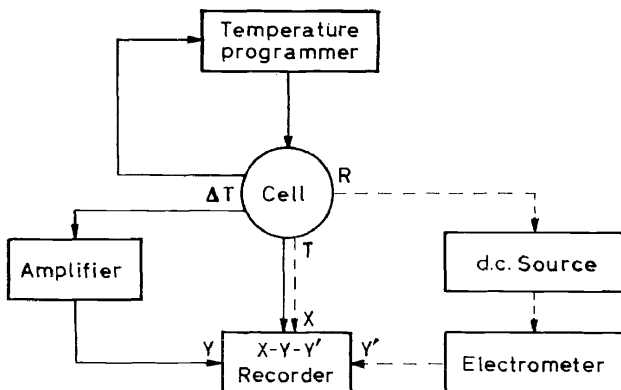 Temperature
programmer
Cell
R
ΔT
T
Amplifier
d.c. Source
X
Y
X-Y-Y'
Recorder
Y'
Electrometer